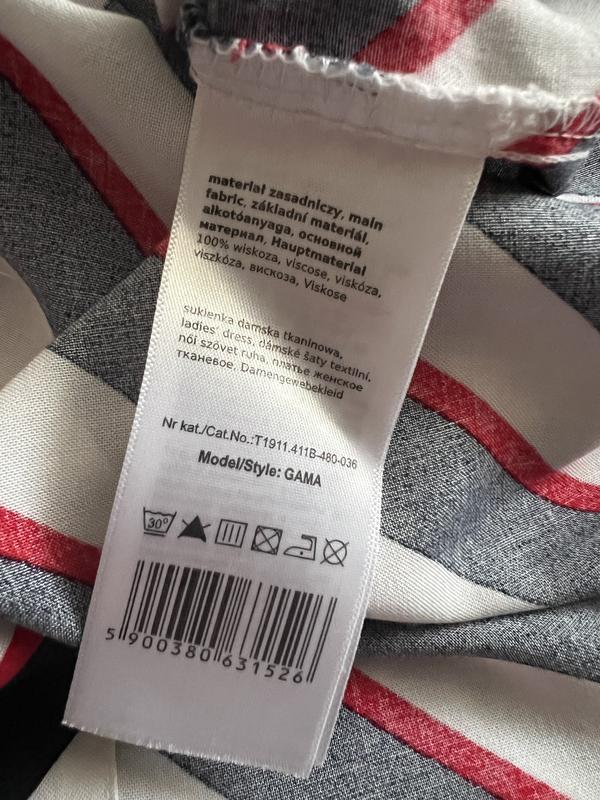 materiał zasadniczy, main
fabric, základní materiál,
alkotóanyaga, основной
материал, Hauptmaterial
100% wiskoza, viscose, viskóza,
viszkóza, вискоза, Viskose
sukienka damska tkaninowa,
ladies' dress, dámské šaty textilní,
női szövet ruha, платье женское
тканевое, Damengewebekleid
Nr kat./Cat.No.:T1911.411B-480-036
Model/Style: GAMA
30°
5 900380 631526